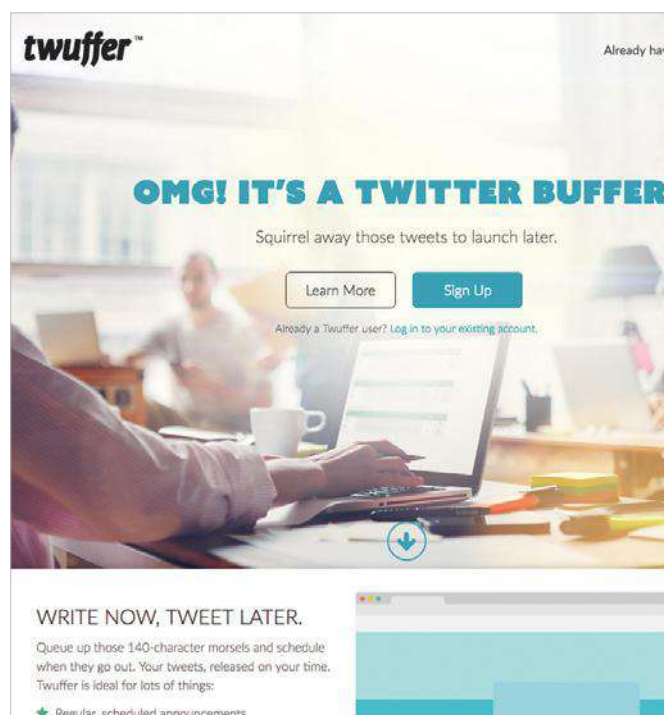 twuffer™
Already hav
OMG! IT'S A TWITTER BUFFER
Squirrel away those tweets to launch later.
Learn More
Sign Up
Already a Twuffer user? Log in to your existing account.
WRITE NOW, TWEET LATER.
Queue up those 140-character morsels and schedule
when they go out. Your tweets, released on your time.
Twuffer is ideal for lots of things:
Regular, scheduled announcements